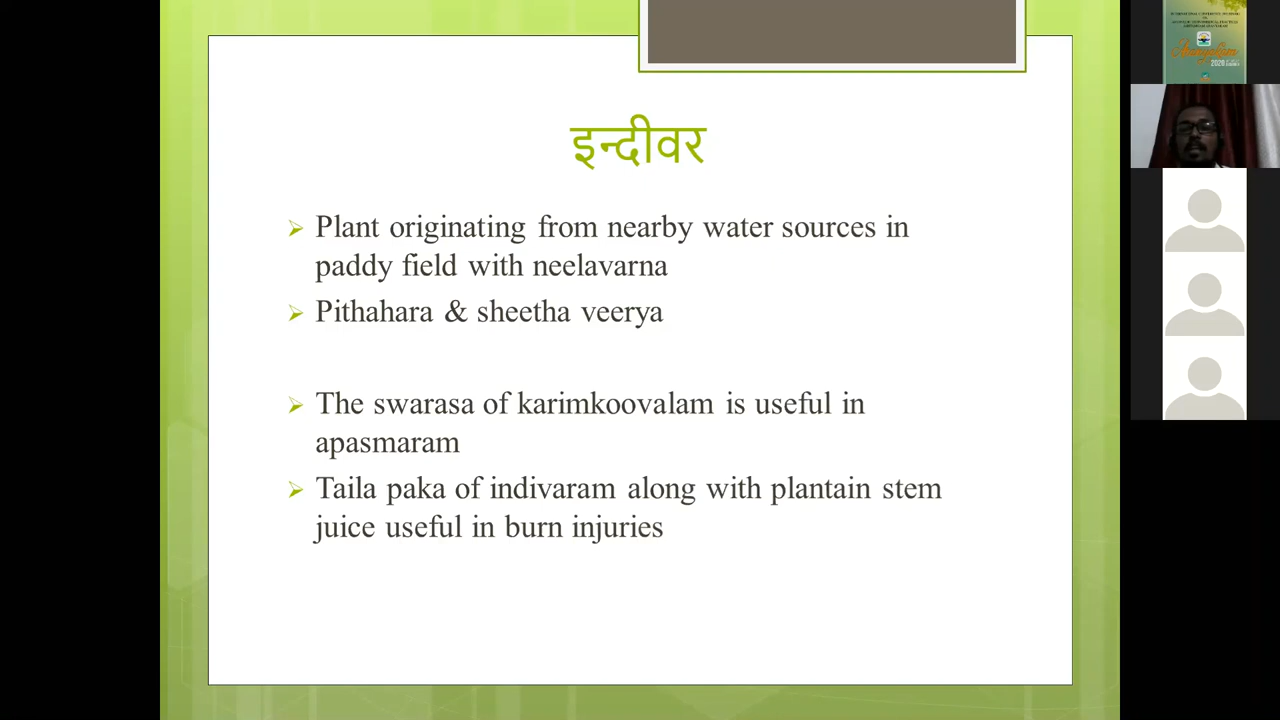 इन्दीवर
Plant originating from nearby water sources in
paddy field with neelavarna
Pithahara & sheetha veerya
The swarasa of karimkoovalam is useful in
apasmaram
Taila paka of indivaram along with plantain stem
juice useful in burn injuries
2020